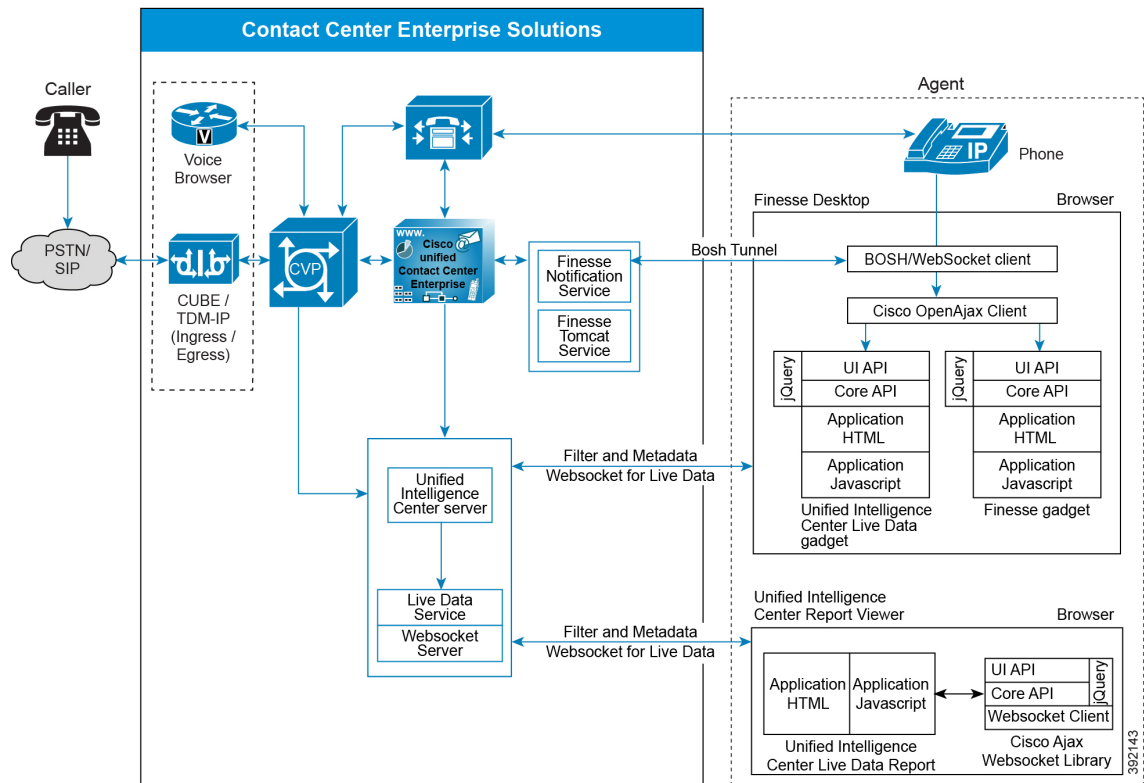 Contact Center Enterprise Solutions
Caller
Voice
Browser
V
PSTN/
SIP
CUBE /
TDM-IP
(Ingress /
Egress)
CVP
WWW.
Cisco
unified
Contact Center
Enterprise
Finesse
Notification
Service
Finesse
Tomcat
Service
Unified
Intelligence
Center server
Live Data
Service
Websocket
Server
Bosh Tunnel
Filter and Metadata
Websocket for Live Data
Filter and Metadata
Websocket for Live Data
Agent
IP
Phone
Finesse Desktop
Browser
BOSH/WebSocket client
Cisco OpenAjax Client
jQuery
UI API
Core API
Application
HTML
Application
Javascript
Unified Intelligence
Center Live Data
gadget
jQuery
UI API
Core API
Application
HTML
Application
Javascript
Finesse gadget
Unified Intelligence
Center Report Viewer
Browser
Application
HTML
Application
Javascript
Unified Intelligence
Center Live Data Report
UI API
Core API
jQuery
Websocket Client
Cisco Ajax
Websocket Library
392143